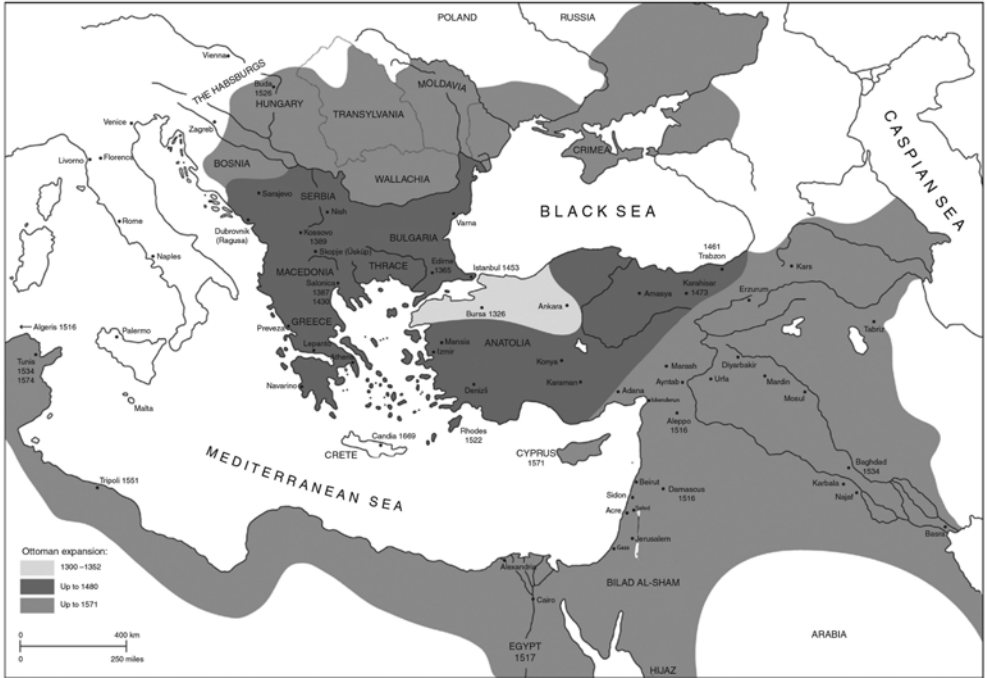 POLAND
RUSSIA
Vienna
THE HABSBURGS
Buda
1526
HUNGARY
MOLDAVIA
TRANSYLVANIA
Venice
Zagreb
CRIMEA
CASPIAN SEA
Livorno
Florence
BOSNIA
WALLACHIA
Sarajevo
SERBIA
Nish
BLACK SEA
Rome
Varna
Dubrovnik
(Ragusa)
Kossovo
1389
BULGARIA
Skopje (Üsküp)
1461
Trabzon
Naples
MACEDONIA
THRACE
Edirne
1365
Istanbul 1453
Kars
Salonica
1387
1430
Karahisar
1473
Amasya
Erzurum
Ankara
Bursa 1326
Algeris 1516
Palermo
Preveza
GREECE
Tabriz
Lepanto
Manisa
ANATOLIA
Izmir
Athens
Tunis
1534
1574
Konya
Marash
Diyarbakir
Navarino
Denizli
Karaman
Adana
Ayntab
Urfa
Mardin
Mosul
Malta
Iskenderun
Aleppo
1516
Rhodes
1522
Candia 1669
CRETE
CYPRUS
1571
MEDITERRANEAN SEA
Baghdad
1534
Tripoli 1551
Beirut
Damascus
1516
Karbala
Najaf
Sidon
Acre
Safed
Basra
Jerusalem
Gaza
Ottoman expansion:
1300–1352
Up to 1480
Up to 1571
Alexandria
BILAD AL-SHAM
Cairo
0 400 km
0 250 miles
EGYPT
1517
ARABIA
HIJAZ